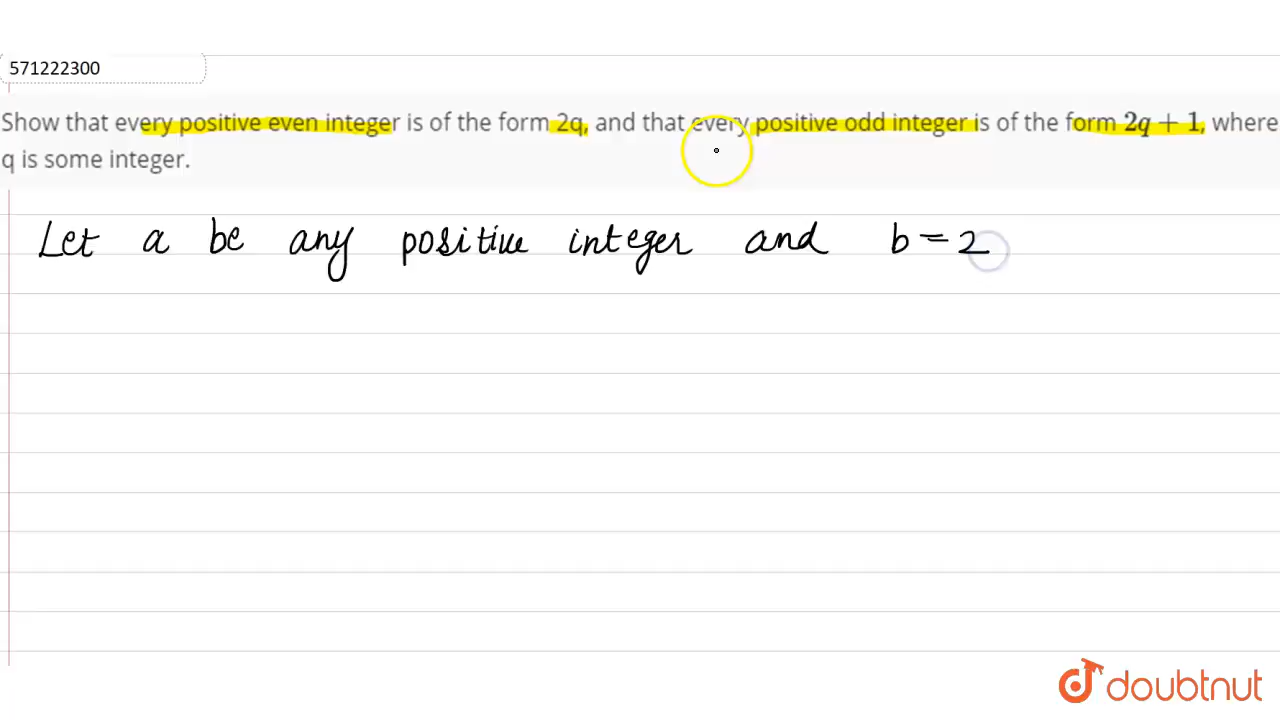 571222300
Show that every positive even integer is of the form 2q, and that every positive odd integer is of the form 2q + 1, where
q is some integer.
Let a be any positive integer and b = 2
doubtnut